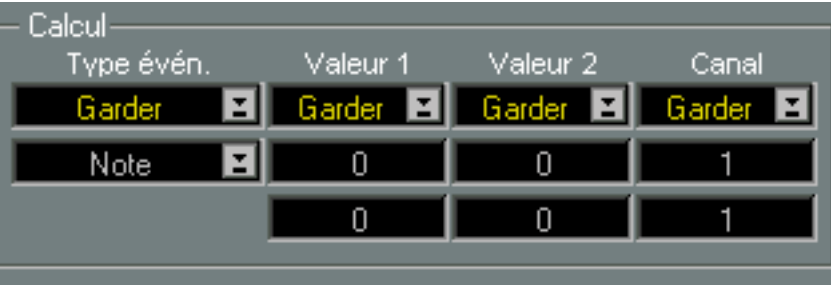 Calcul
Type évén. Valeur 1 Valeur 2 Canal
Garder Garder Garder Garder
Note 0 0 1
0 0 1